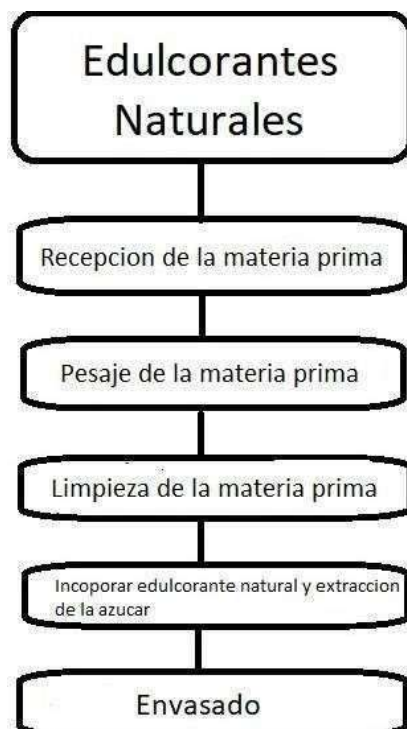 Edulcorantes
Naturales
Recepcion de la materia prima
Pesaje de la materia prima
Limpieza de la materia prima
Incoporar edulcorante natural y extraccion
de la azucar
Envasado